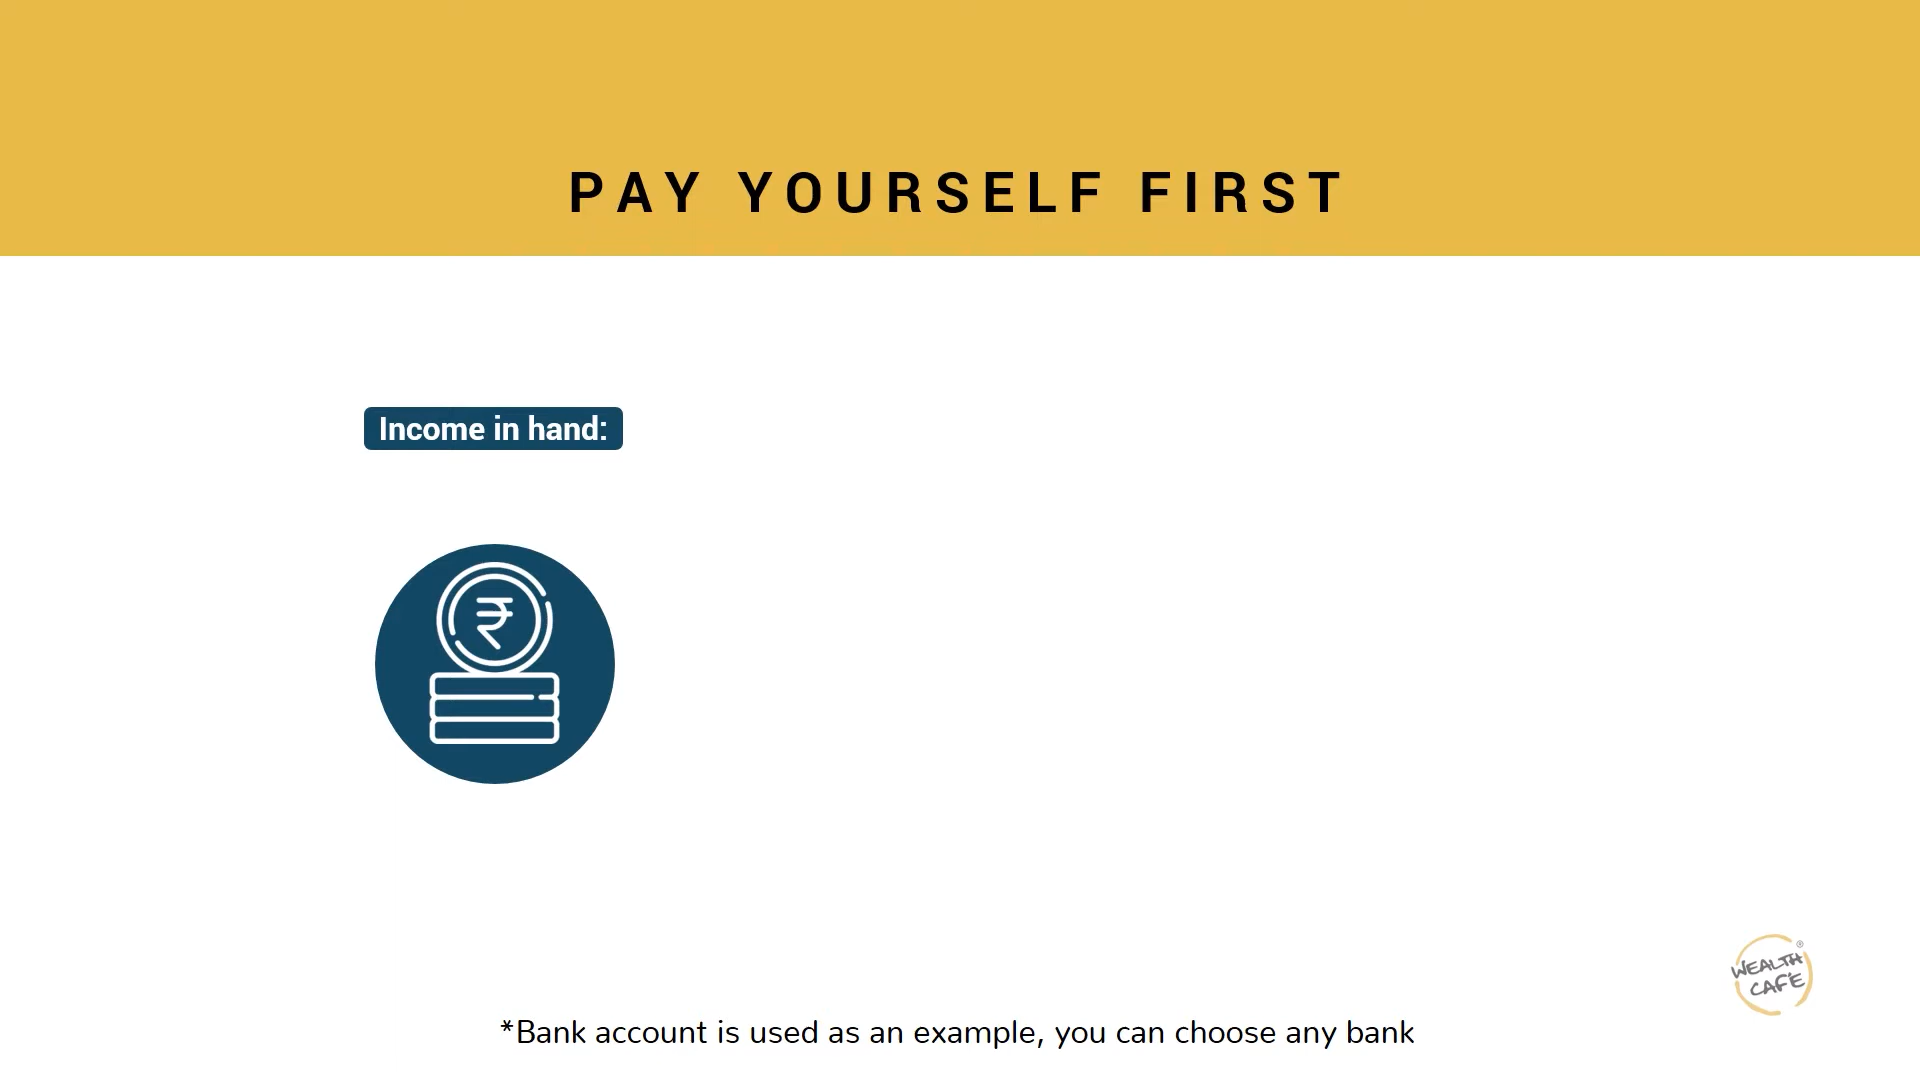 PAY YOURSELF FIRST
Income in hand:
₹
WEALTH
CAFE
®
*Bank account is used as an example, you can choose any bank